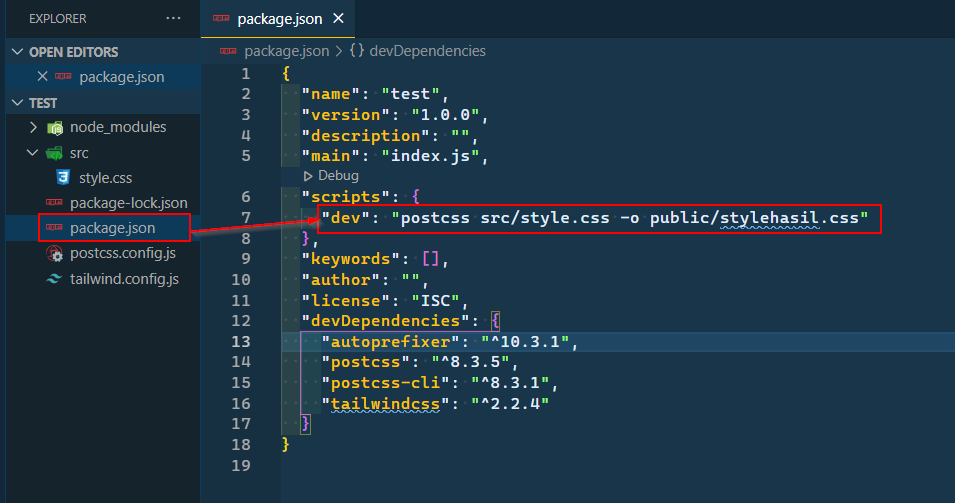 EXPLORER ···
OPEN EDITORS
package.json
TEST
node_modules
src
style.css
package-lock.json
package.json
postcss.config.js
tailwind.config.js
package.json
package.json > {} devDependencies
1 {
2 "name": "test",
3 "version": "1.0.0",
4 "description": "",
5 "main": "index.js",
Debug
6 "scripts": {
7 "dev": "postcss src/style.css -o public/stylehasil.css"
8 },
9 "keywords": [],
10 "author": "",
11 "license": "ISC",
12 "devDependencies": {
13 "autoprefixer": "^10.3.1",
14 "postcss": "^8.3.5",
15 "postcss-cli": "^8.3.1",
16 "tailwindcss": "^2.2.4"
17 }
18 }
19